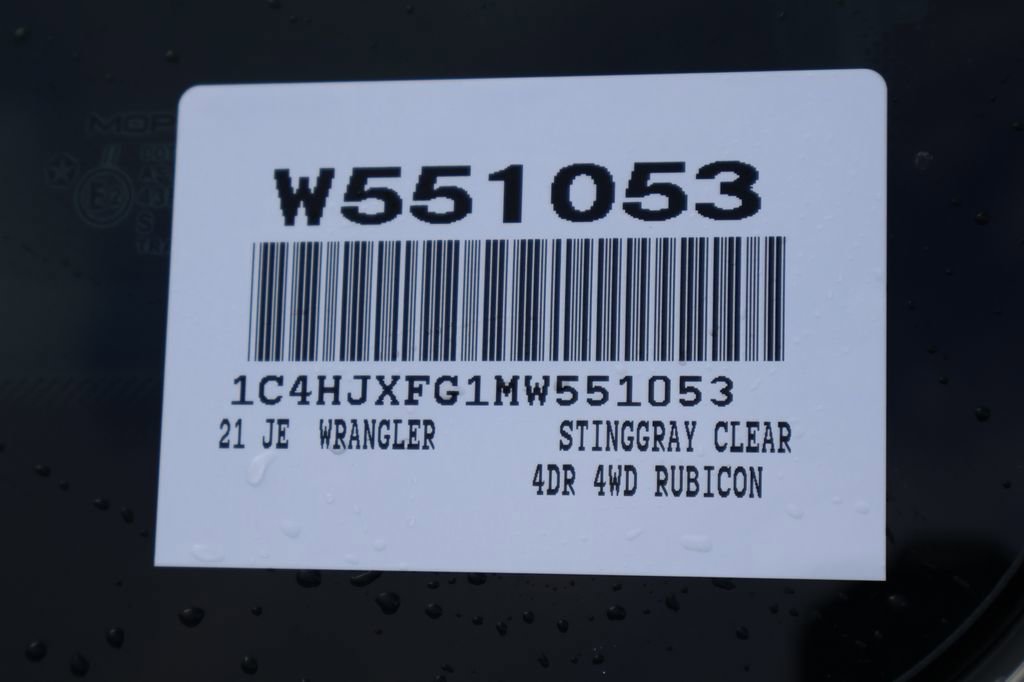 W551053
1C4HJXFG1MW551053
21 JE WRANGLER STINGGRAY CLEAR
4DR 4WD RUBICON